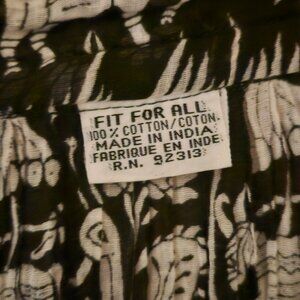 FIT FOR ALL
100% COTTON/COTON
MADE IN INDIA
FABRIQUE EN INDE
R.N. 92313